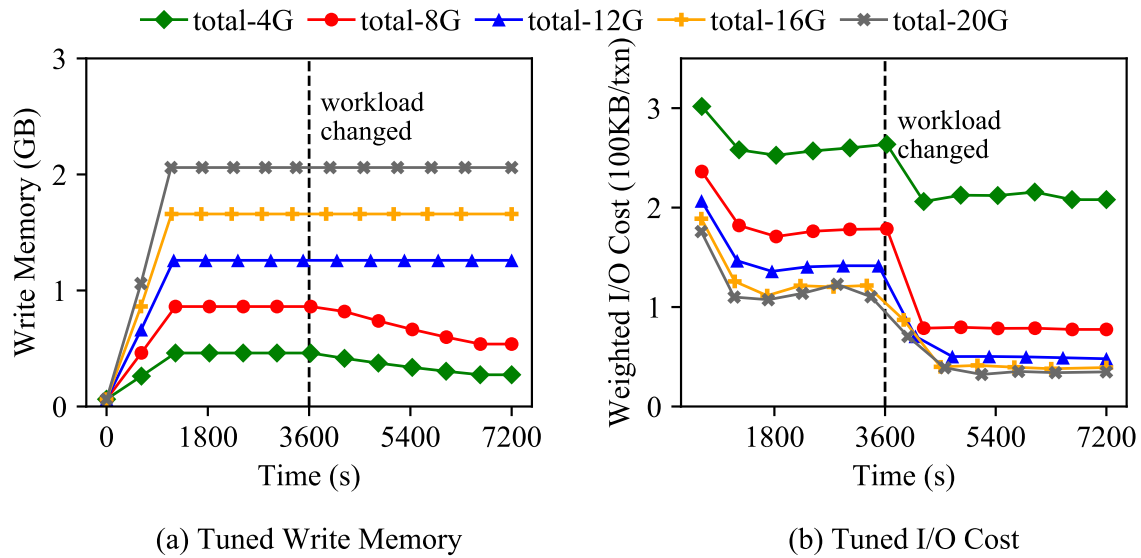 total-4G total-8G total-12G total-16G total-20G
3
2
1
0
Write Memory (GB)
workload
changed
0 1800 3600 5400 7200
Time (s)
(a) Tuned Write Memory
3
2
1
0
Weighted I/O Cost (100KB/txn)
workload
changed
1800 3600 5400 7200
Time (s)
(b) Tuned I/O Cost